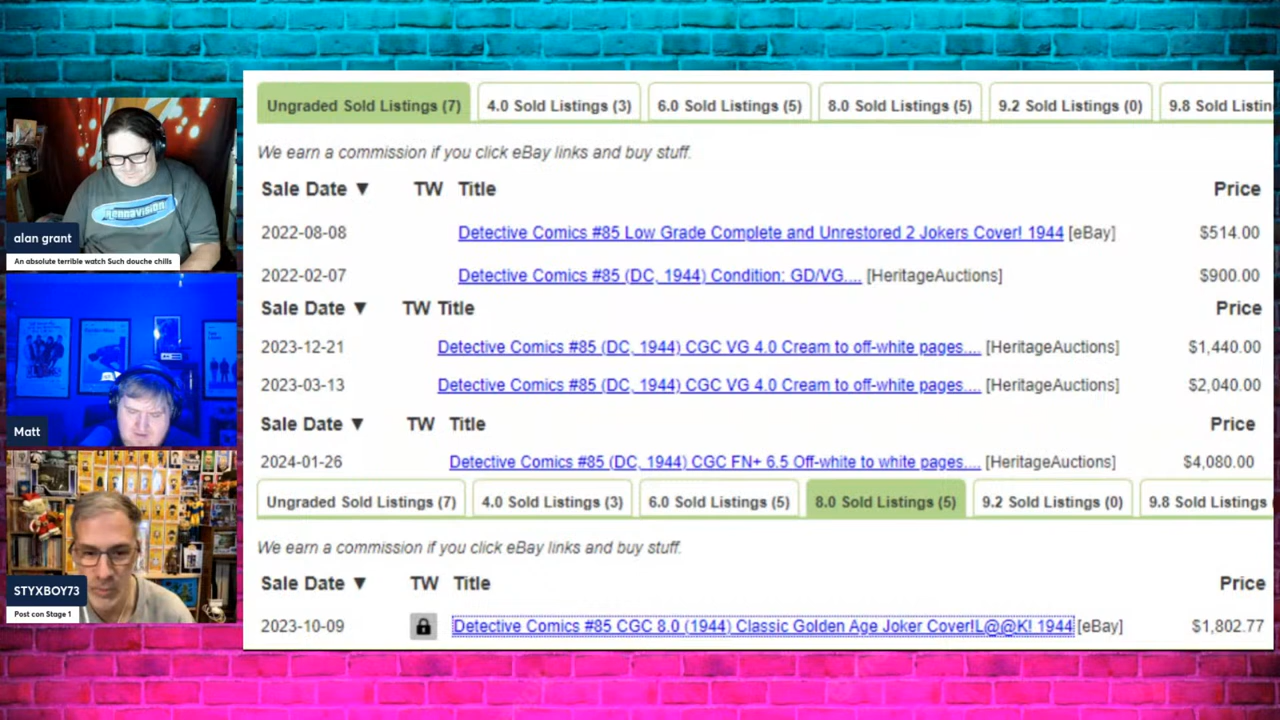 Ungraded Sold Listings (7) 4.0 Sold Listings (3) 6.0 Sold Listings (5) 8.0 Sold Listings (5) 9.2 Sold Listings (0) 9.8 Sold Listin
We earn a commission if you click eBay links and buy stuff.
Sale Date ▼ TW Title Price
2022-08-08 Detective Comics #85 Low Grade Complete and Unrestored 2 Jokers Cover! 1944 [eBay] $514.00
2022-02-07 Detective Comics #85 (DC, 1944) Condition: GD/VG.... [HeritageAuctions] $900.00
Sale Date ▼ TW Title Price
2023-12-21 Detective Comics #85 (DC, 1944) CGC VG 4.0 Cream to off-white pages.... [HeritageAuctions] $1,440.00
2023-03-13 Detective Comics #85 (DC, 1944) CGC VG 4.0 Cream to off-white pages.... [HeritageAuctions] $2,040.00
Sale Date ▼ TW Title Price
2024-01-26 Detective Comics #85 (DC, 1944) CGC FN+ 6.5 Off-white to white pages.... [HeritageAuctions] $4,080.00
Ungraded Sold Listings (7) 4.0 Sold Listings (3) 6.0 Sold Listings (5) 8.0 Sold Listings (5) 9.2 Sold Listings (0) 9.8 Sold Listings
We earn a commission if you click eBay links and buy stuff.
Sale Date ▼ TW Title Price
2023-10-09 Detective Comics #85 CGC 8.0 (1944) Classic Golden Age Joker Cover!L@@K! 1944 [eBay] $1,802.77
alan grant
An absolute terrible watch Such douche chills
Matt
STYXBOY73
Post con Stage 1